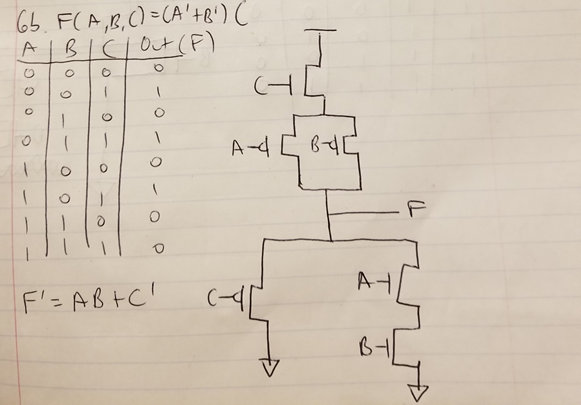 6b. F(A,B,C)=(A'+B')C
A B C Out(F)
0 0 0 0
0 0 1 1
0 1 0 0
0 1 1 1
1 0 0 0
1 0 1 1
1 1 0 0
1 1 1 0
F'=AB+C'
C
A B
F
C A
B